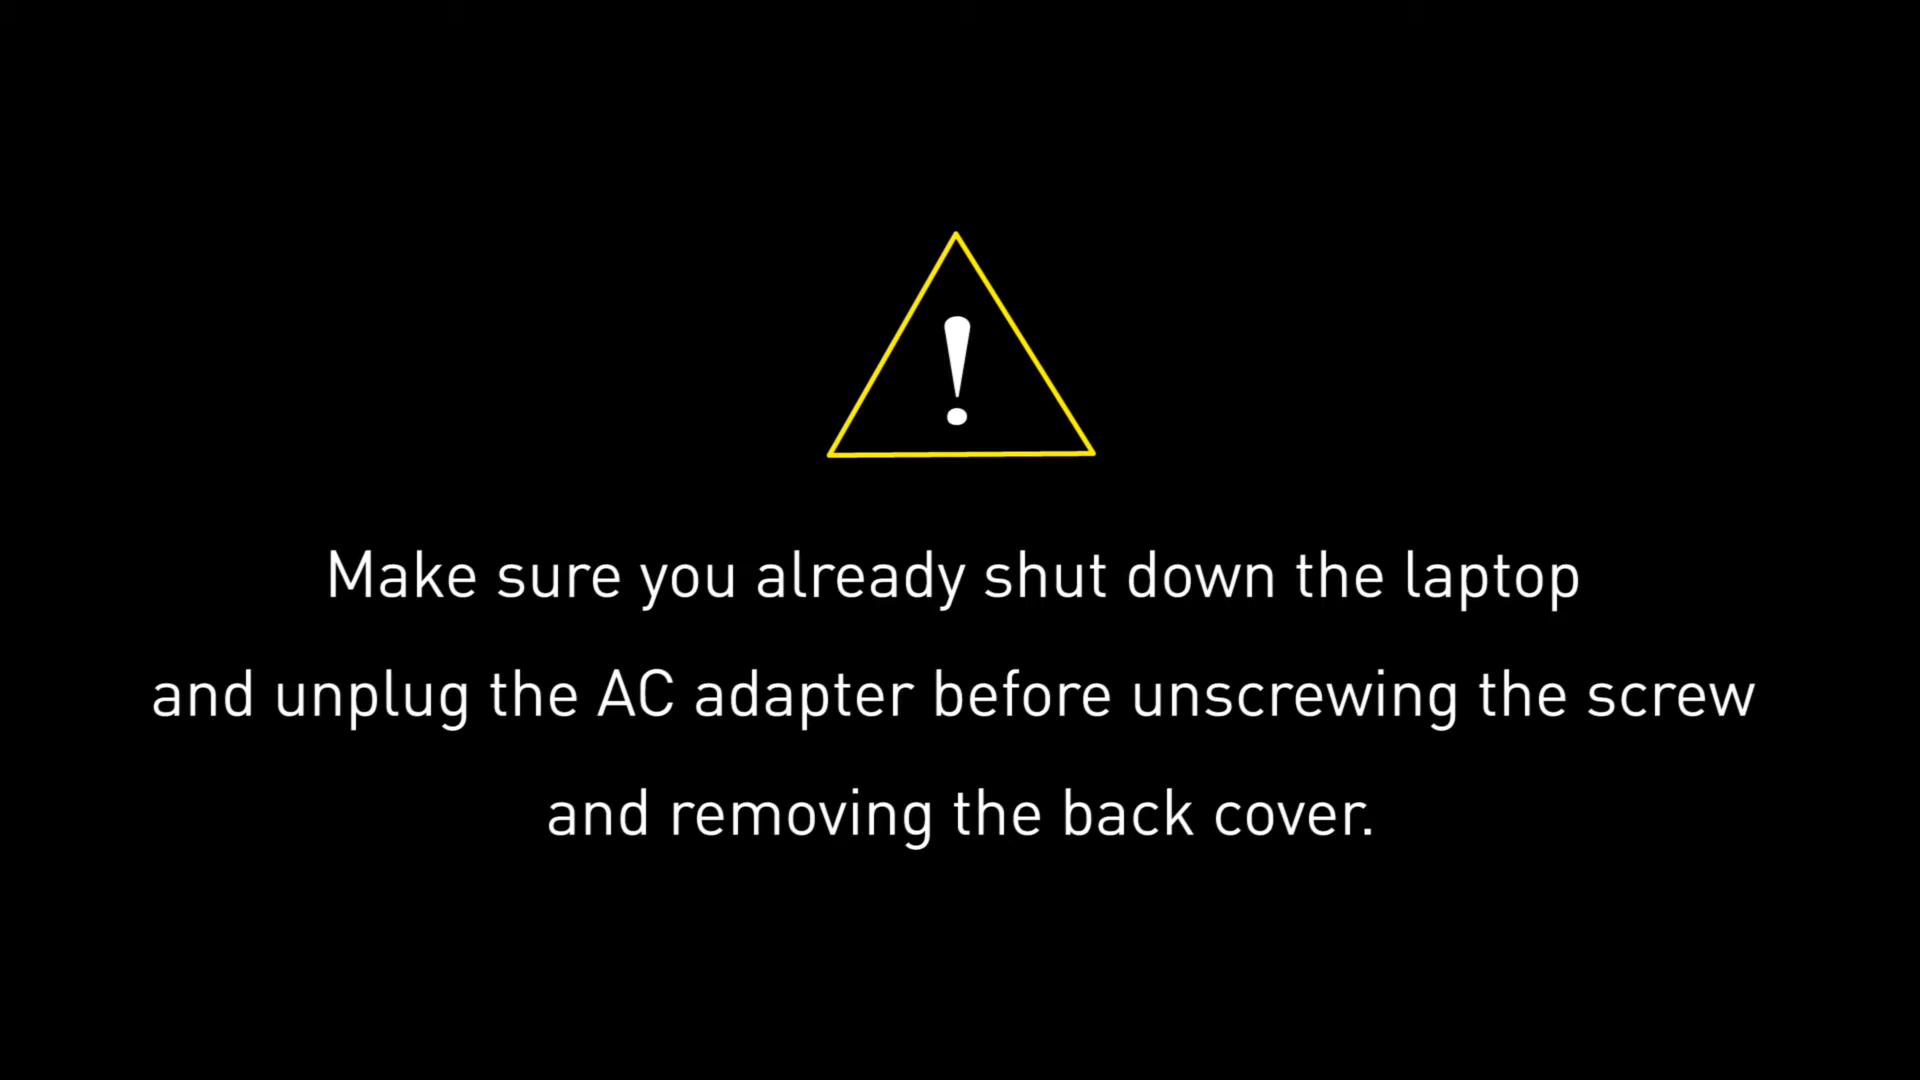 !
Make sure you already shut down the laptop
and unplug the AC adapter before unscrewing the screw
and removing the back cover.